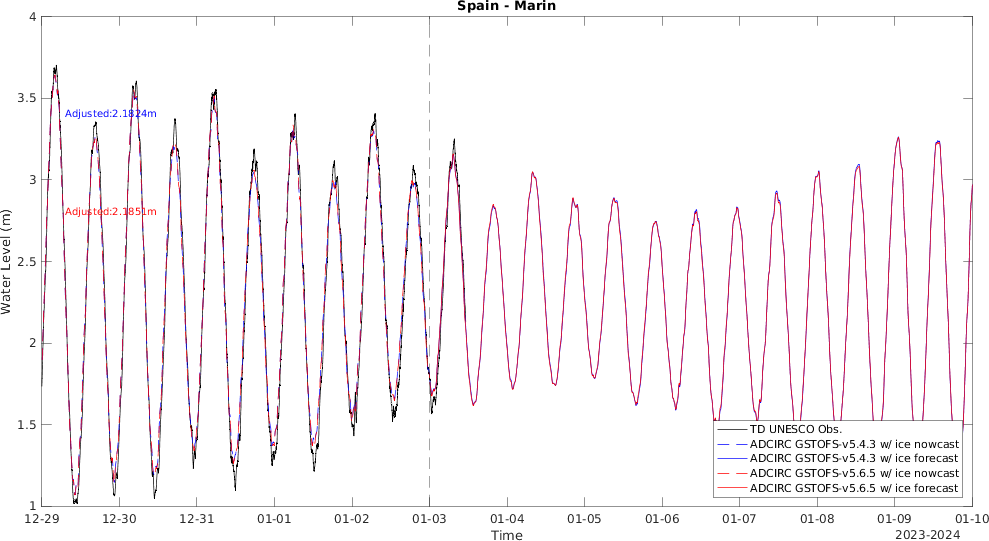 Spain - Marin
4
3.5
3
2.5
2
1.5
1
Water Level (m)
Adjusted:2.1824m
Adjusted:2.1851m
TD UNESCO Obs.
ADCIRC GSTOFS-v5.4.3 w/ ice nowcast
ADCIRC GSTOFS-v5.4.3 w/ ice forecast
ADCIRC GSTOFS-v5.6.5 w/ ice nowcast
ADCIRC GSTOFS-v5.6.5 w/ ice forecast
12-29 12-30 12-31 01-01 01-02 01-03 01-04 01-05 01-06 01-07 01-08 01-09 01-10
Time
2023-2024